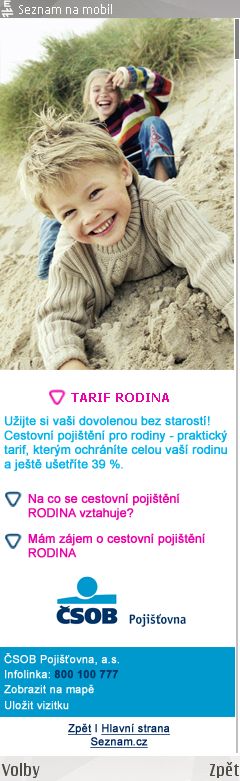 Seznam na mobil
TARIF RODINA
Užijte si vaši dovolenou bez starostí!
Cestovní pojištění pro rodiny - praktický
tarif, kterým ochráníte celou vaší rodinu
a ještě ušetříte 39 %.
Na co se cestovní pojištění
RODINA vztahuje?
Mám zájem o cestovní pojištění
RODINA
ČSOB Pojišťovna
ČSOB Pojišťovna, a.s.
Infolinka: 800 100 777
Zobrazit na mapě
Uložit vizitku
Zpět | Hlavní strana
Seznam.cz
Volby Zpět